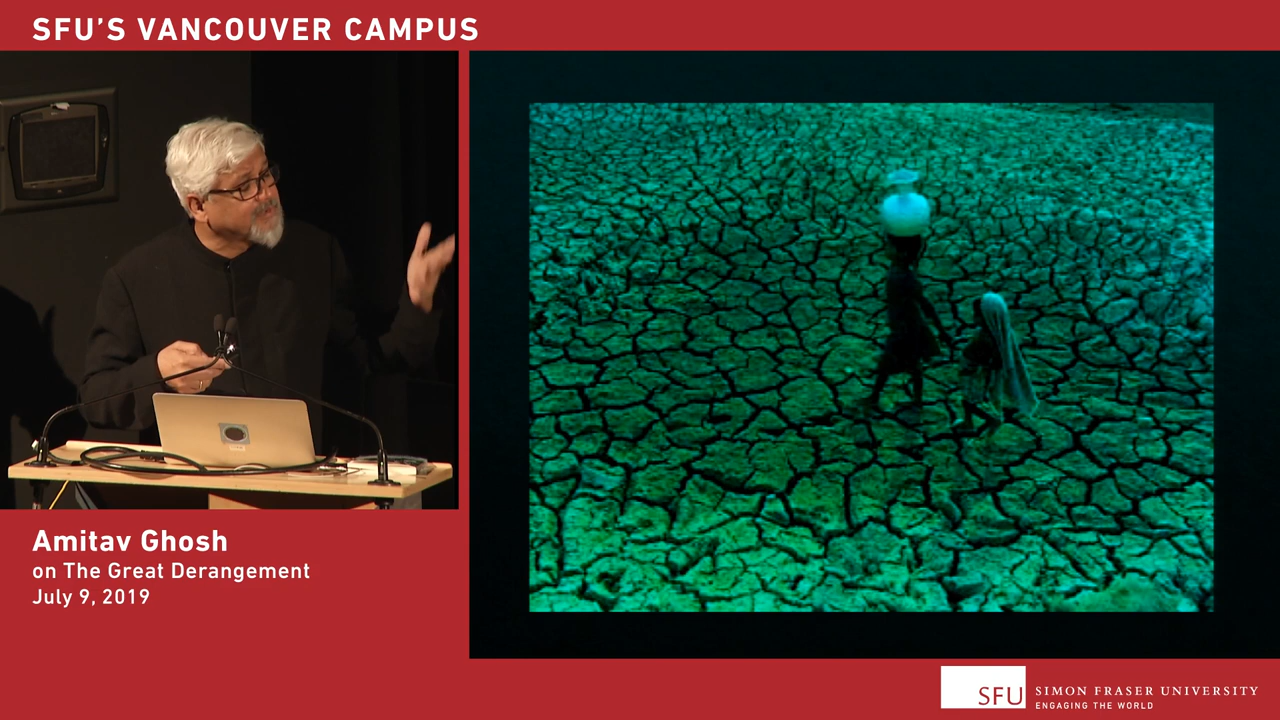 SFU'S VANCOUVER CAMPUS
Amitav Ghosh
on The Great Derangement
July 9, 2019
SFU
SIMON FRASER UNIVERSITY
ENGAGING THE WORLD